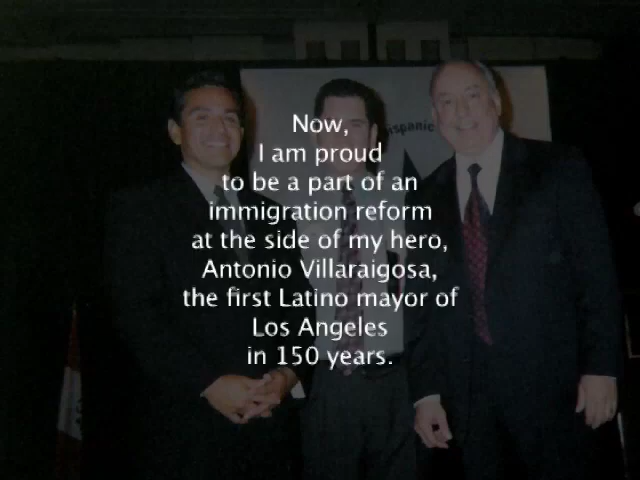 Now,
I am proud
to be a part of an
immigration reform
at the side of my hero,
Antonio Villaraigosa,
the first Latino mayor of
Los Angeles
in 150 years.
ispanic